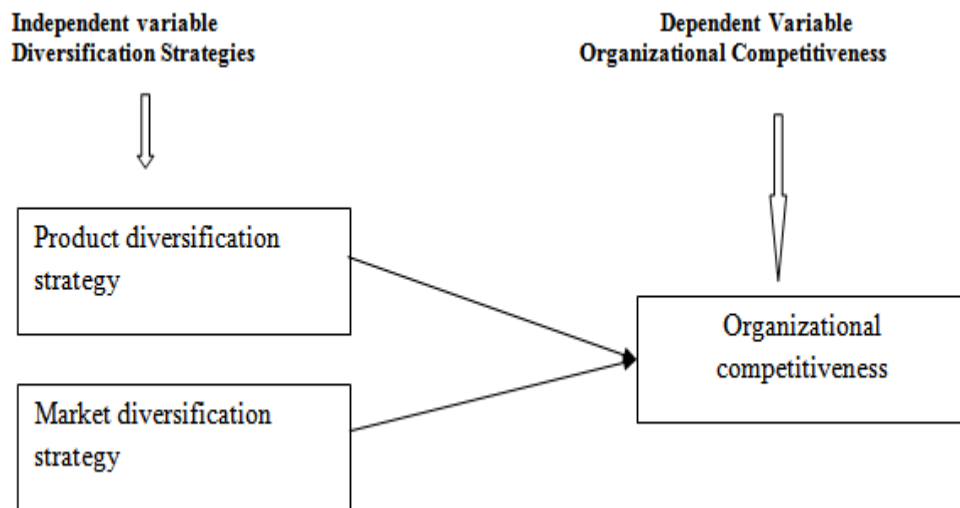 Independent variable
Diversification Strategies
Dependent Variable
Organizational Competitiveness
Product diversification
strategy
Market diversification
strategy
Organizational
competitiveness